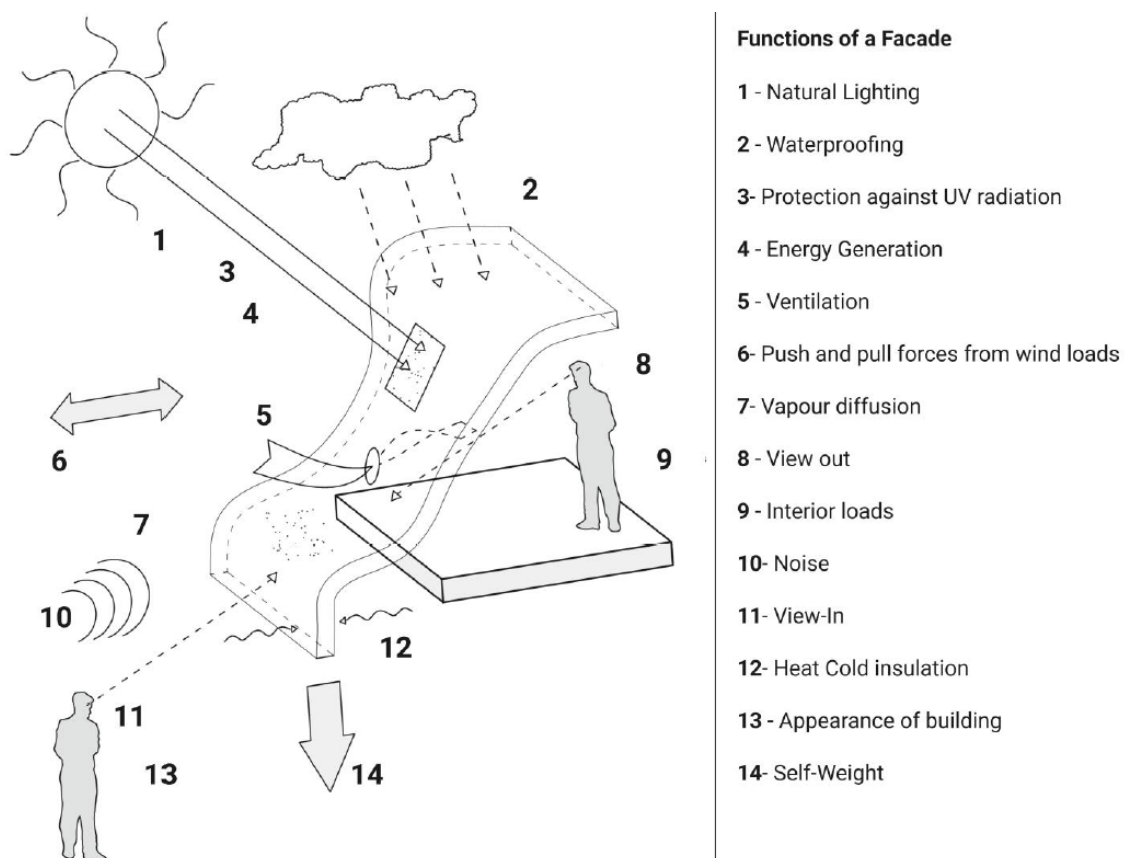 Functions of a Facade
1 - Natural Lighting
2 - Waterproofing
3- Protection against UV radiation
4 - Energy Generation
5 - Ventilation
6- Push and pull forces from wind loads
7- Vapour diffusion
8 - View out
9 - Interior loads
10- Noise
11- View-In
12- Heat Cold insulation
13 - Appearance of building
14- Self-Weight
2
1
3
4
8
5
6
9
7
10
12
11
13
14